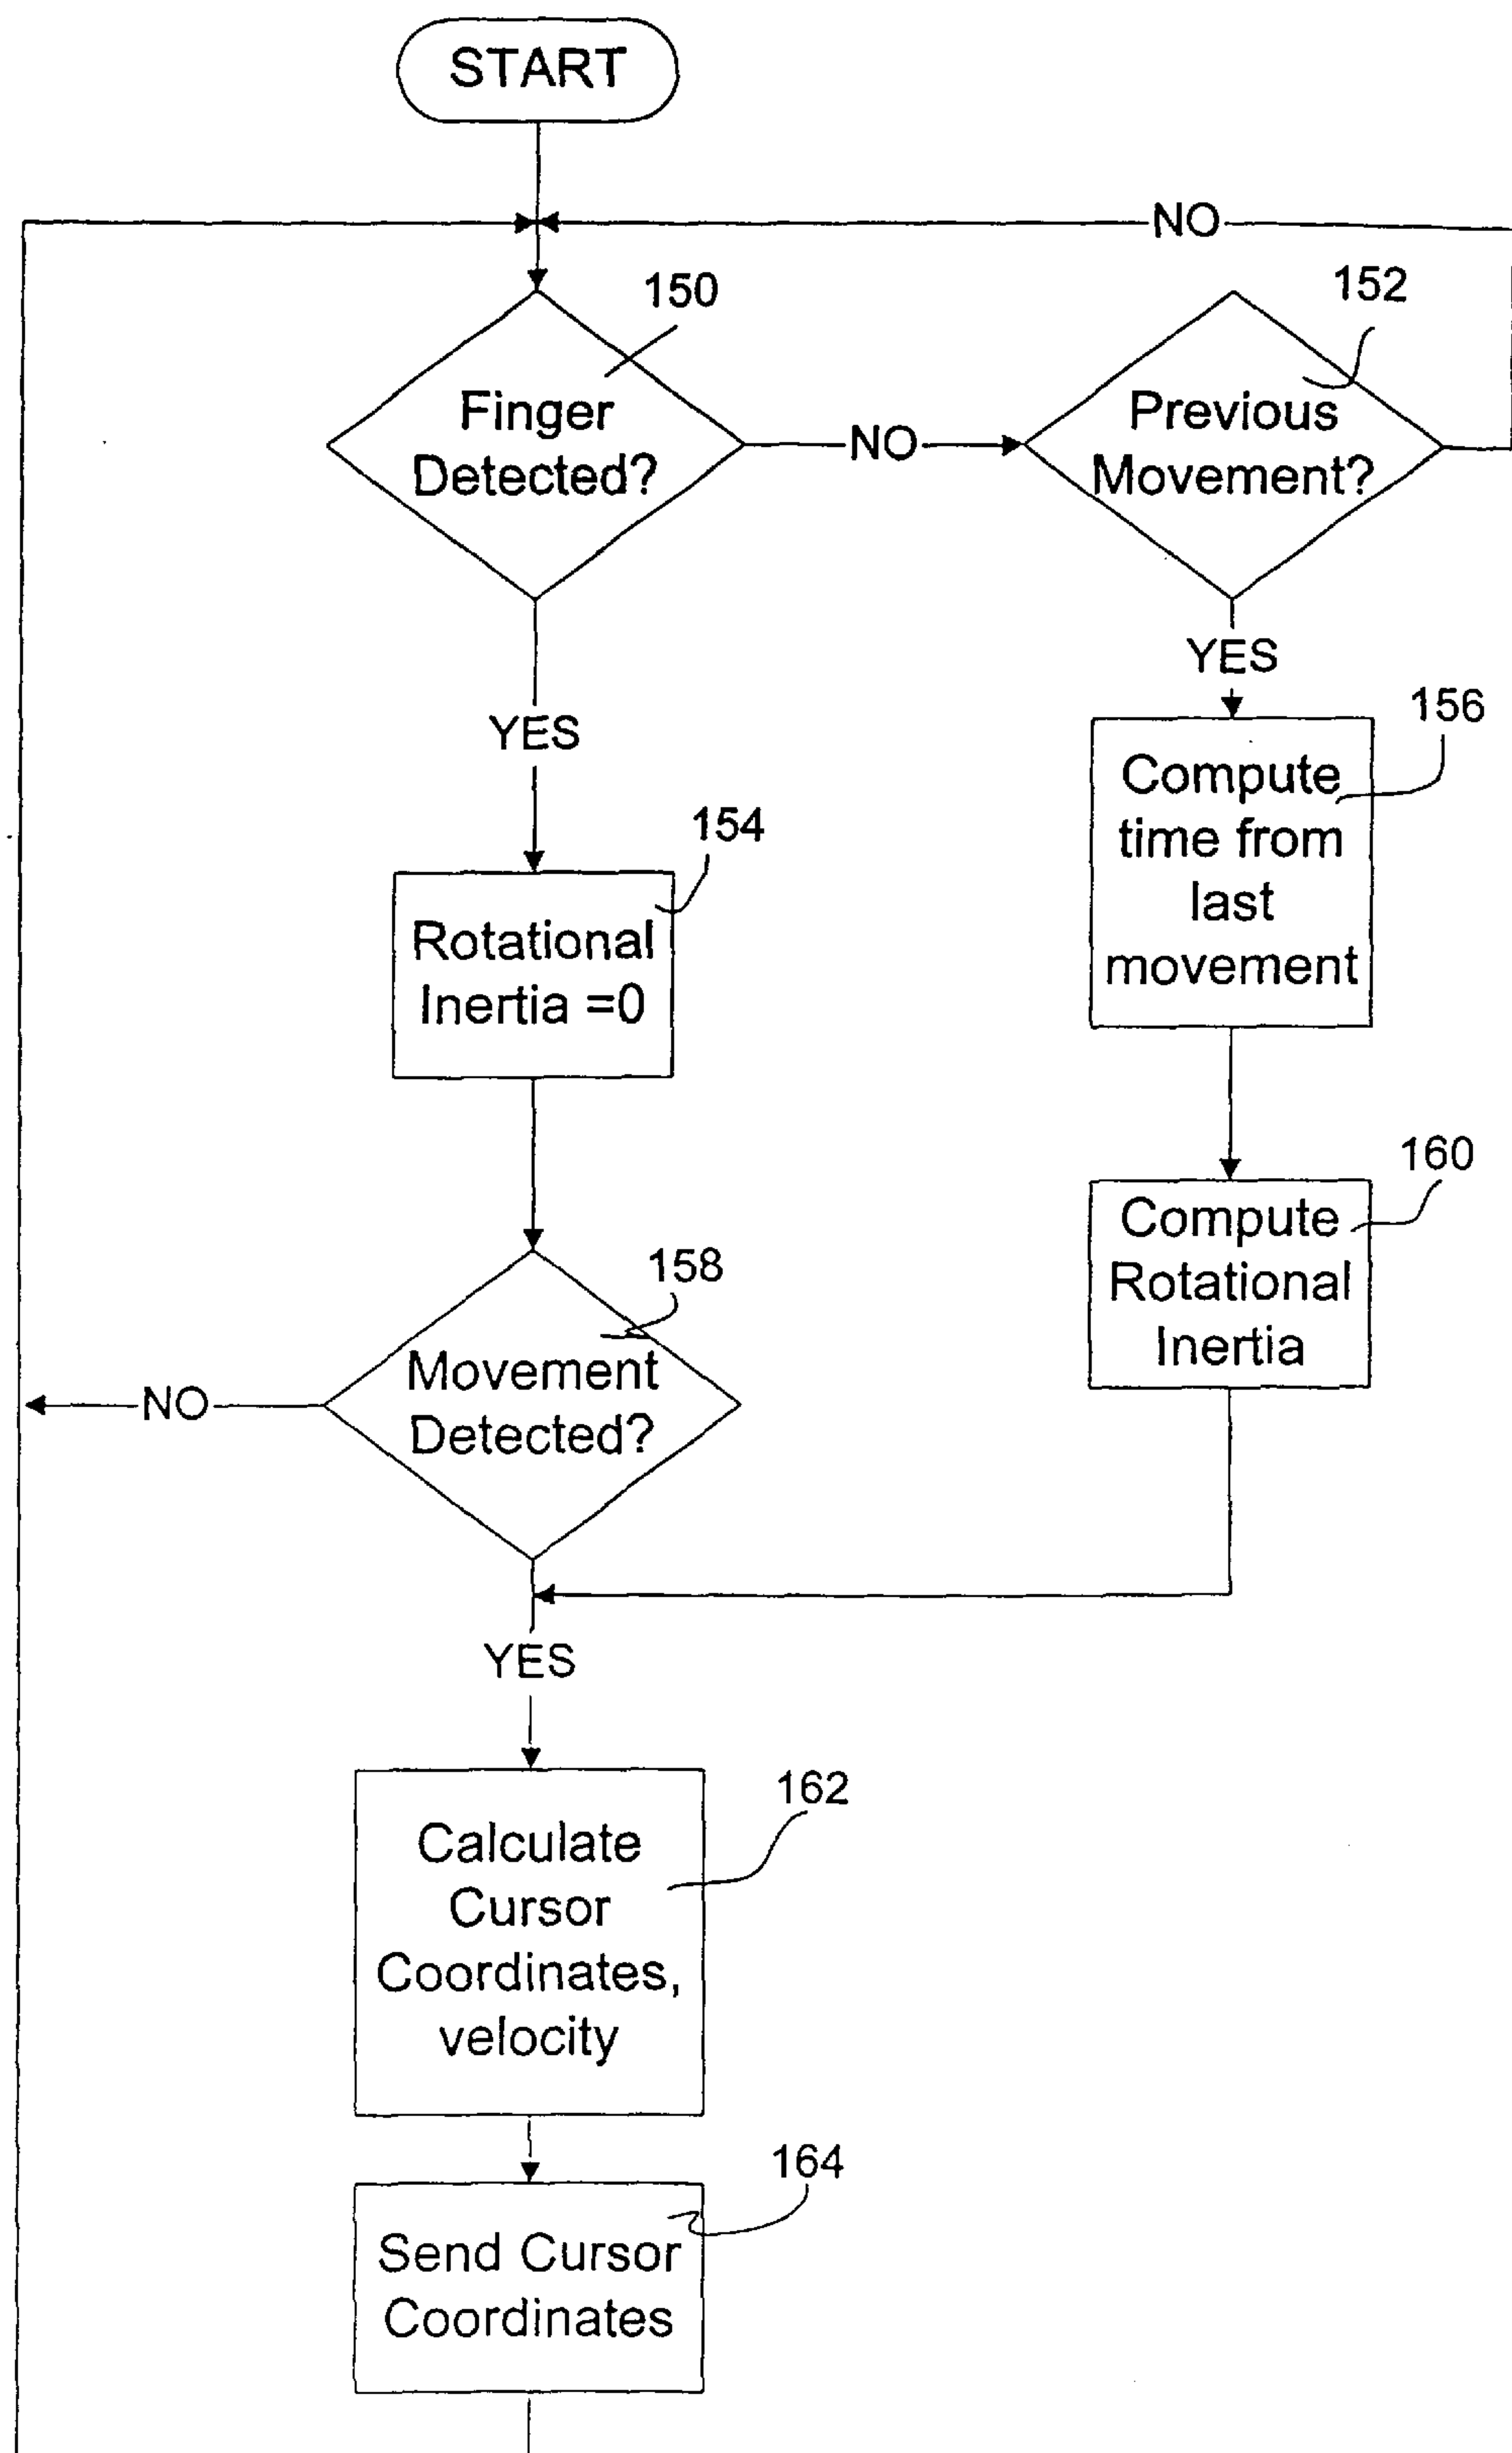 START
NO
150
152
Finger
Detected?
NO
Previous
Movement?
YES
YES
156
Compute
time from
last
movement
154
Rotational
Inertia =0
160
Compute
Rotational
Inertia
158
Movement
Detected?
NO
YES
162
Calculate
Cursor
Coordinates,
velocity
164
Send Cursor
Coordinates